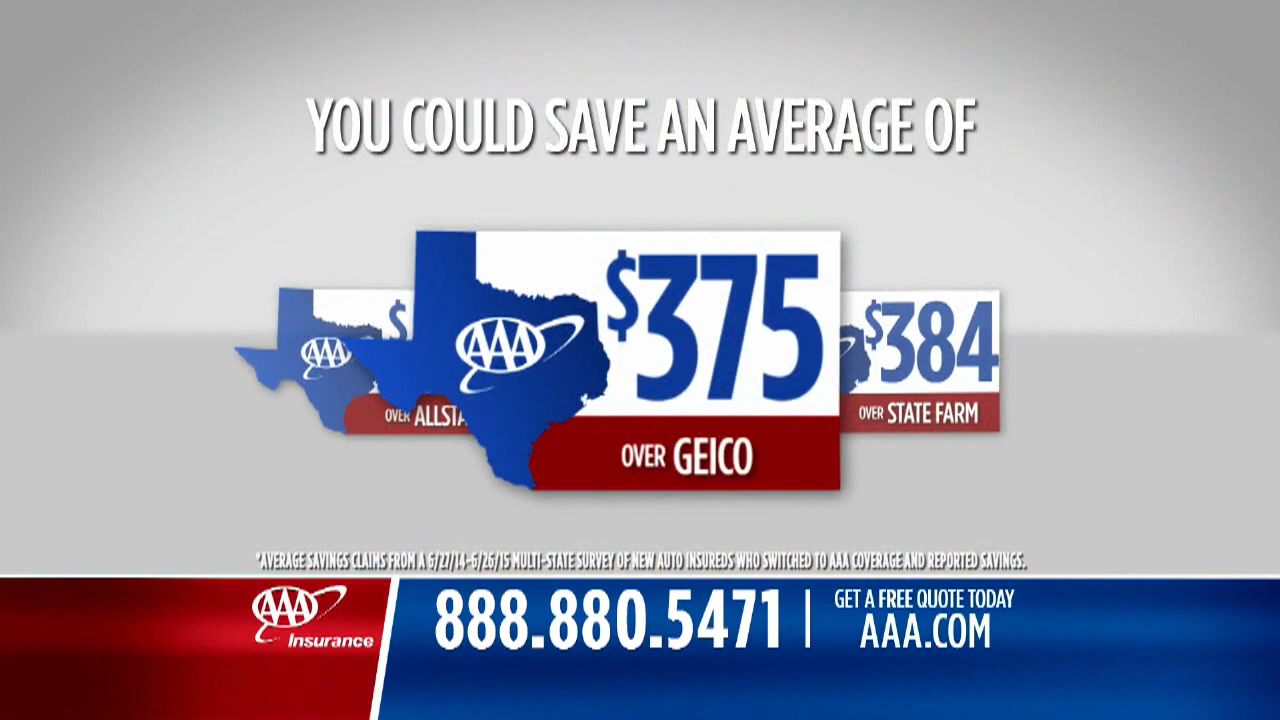 YOU COULD SAVE AN AVERAGE OF
AAA
$
OVER
AAA
$375
OVER GEICO
$384
OVER STATE FARM
*AVERAGE SAVINGS CLAIMS FROM A 6/27/14-6/26/15 MULTI-STATE SURVEY OF NEW AUTO INSUREDS WHO SWITCHED TO AAA COVERAGE AND REPORTED SAVINGS.
AAA
Insurance
888.880.5471
GET A FREE QUOTE TODAY
AAA.COM